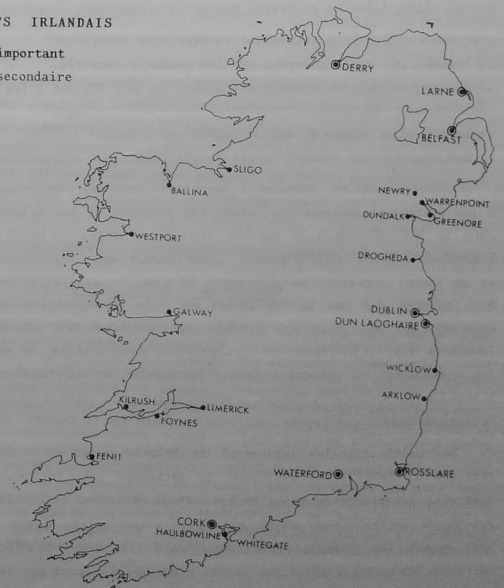 TS IRLANDAIS
important
secondaire
DERRY
LARNE
BELFAST
SLIGO
BALLINA
NEWRY
WARRENPOINT
DUNDALK
GREENORE
WESTPORT
DROGHEDA
GALWAY
DUBLIN
DUN LAOGHAIRE
WICKLOW
ARKLOW
KILRUSH
LIMERICK
FOYNES
FENIT
WATERFORD
ROSSLARE
CORK
HAULBOWLINE
WHITEGATE